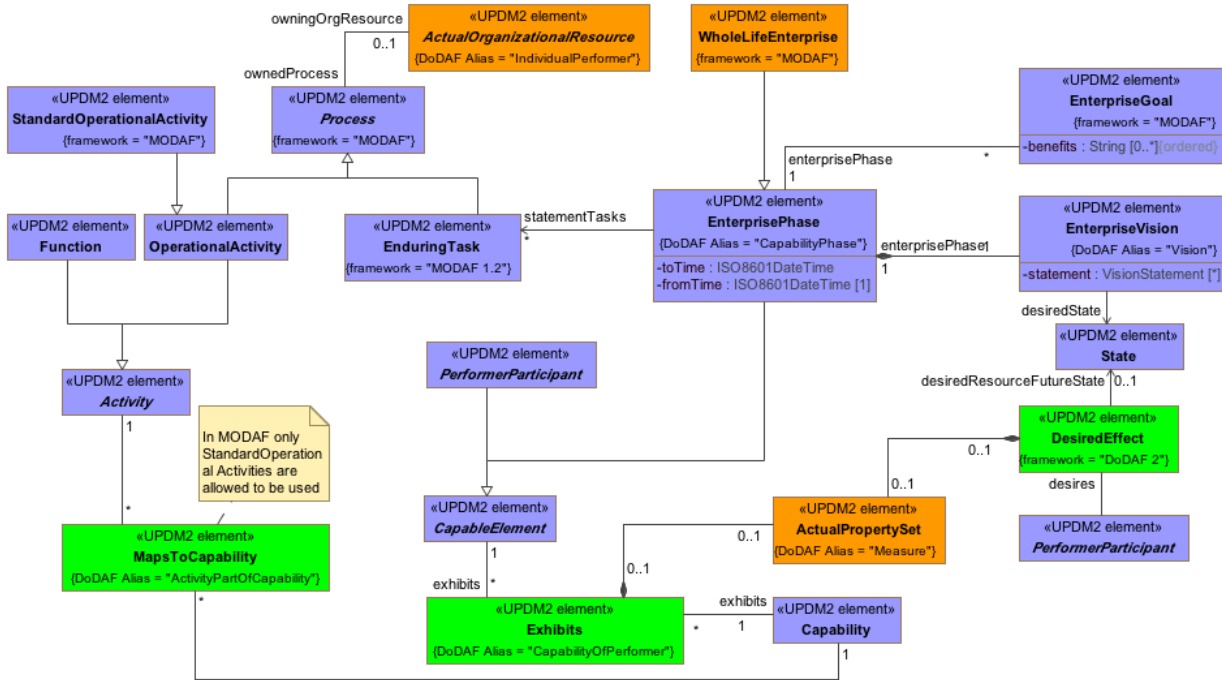 owningOrgResource
0..1
ownedProcess
«UPDM2 element»
ActualOrganizationalResource
{DoDAF Alias = "IndividualPerformer"}
«UPDM2 element»
WholeLifeEnterprise
{framework = "MODAF"}
«UPDM2 element»
StandardOperationalActivity
{framework = "MODAF"}
«UPDM2 element»
Process
{framework = "MODAF"}
«UPDM2 element»
EnterpriseGoal
{framework = "MODAF"}
-benefits : String [0..*]{ordered}
enterprisePhase
1
*
«UPDM2 element»
Function
«UPDM2 element»
OperationalActivity
«UPDM2 element»
EnduringTask
{framework = "MODAF 1.2"}
statementTasks
*
«UPDM2 element»
EnterprisePhase
{DoDAF Alias = "CapabilityPhase"}
-toTime : ISO8601DateTime
-fromTime : ISO8601DateTime [1]
enterprisePhase
1
1
«UPDM2 element»
EnterpriseVision
{DoDAF Alias = "Vision"}
-statement : VisionStatement [*]
desiredState
«UPDM2 element»
State
desiredResourceFutureState
0..1
«UPDM2 element»
PerformerParticipant
«UPDM2 element»
Activity
1
*
In MODAF only
StandardOperation
al Activities are
allowed to be used
«UPDM2 element»
DesiredEffect
{framework = "DoDAF 2"}
0..1
0..1
desires
«UPDM2 element»
PerformerParticipant
«UPDM2 element»
CapableElement
1
exhibits
*
«UPDM2 element»
ActualPropertySet
{DoDAF Alias = "Measure"}
0..1
0..1
«UPDM2 element»
MapsToCapability
{DoDAF Alias = "ActivityPartOfCapability"}
*
«UPDM2 element»
Exhibits
{DoDAF Alias = "CapabilityOfPerformer"}
exhibits
*
1
«UPDM2 element»
Capability
1